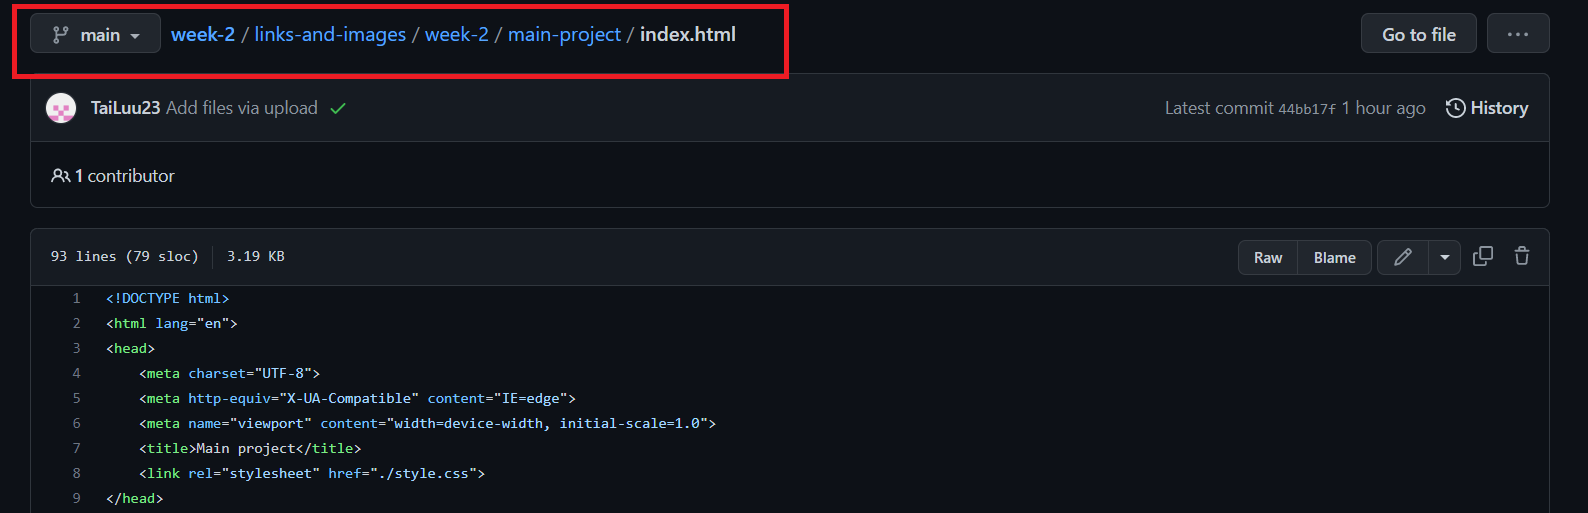 main week-2 / links-and-images / week-2 / main-project / index.html Go to file ...
TaiLuu23 Add files via upload Latest commit 44bb17f 1 hour ago History
1 contributor
93 lines (79 sloc) 3.19 KB Raw Blame
1 <!DOCTYPE html>
2 <html lang="en">
3 <head>
4 <meta charset="UTF-8">
5 <meta http-equiv="X-UA-Compatible" content="IE=edge">
6 <meta name="viewport" content="width=device-width, initial-scale=1.0">
7 <title>Main project</title>
8 <link rel="stylesheet" href="./style.css">
9 </head>